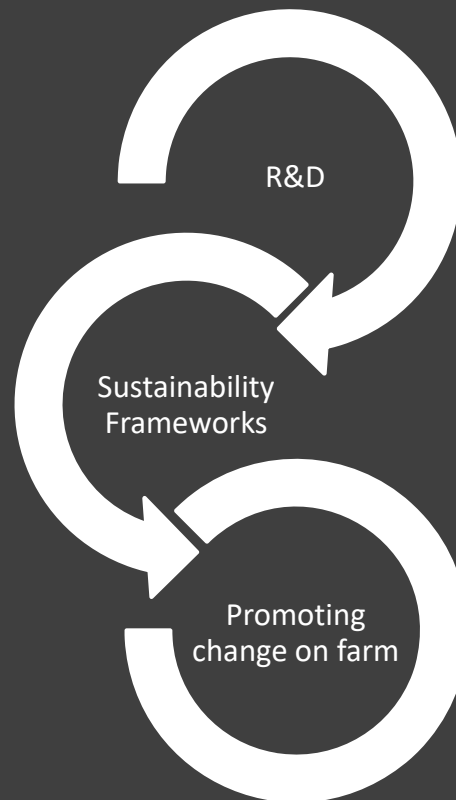 R&D
Sustainability
Frameworks
Promoting
change on farm